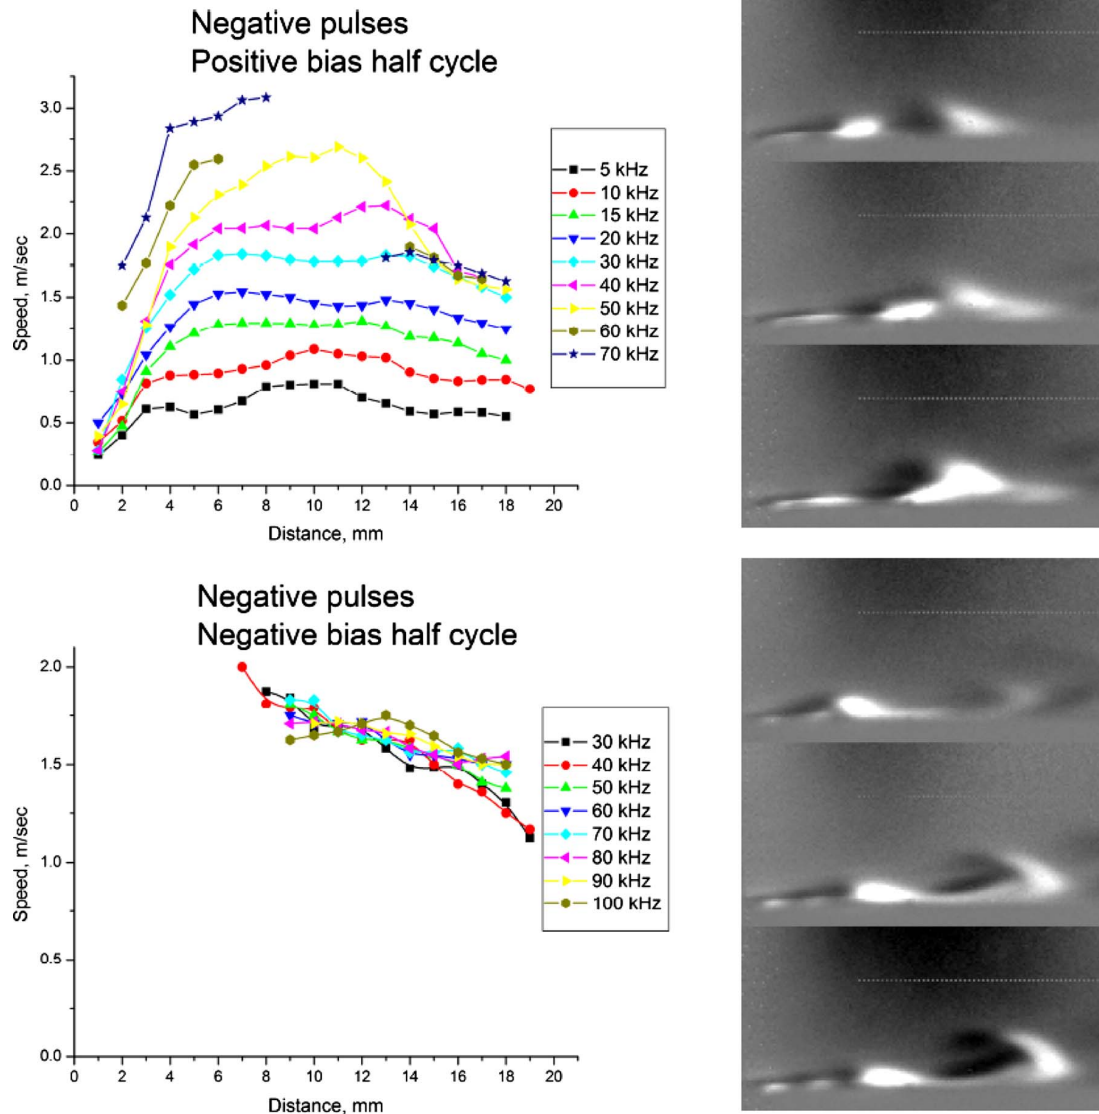 Negative pulses
Positive bias half cycle
Speed, m/sec
3.0
2.5
2.0
1.5
1.0
0.5
0.0
0 2 4 6 8 10 12 14 16 18 20
Distance, mm
5 kHz
10 kHz
15 kHz
20 kHz
30 kHz
40 kHz
50 kHz
60 kHz
70 kHz
Negative pulses
Negative bias half cycle
Speed, m/sec
2.0
1.5
1.0
0.5
0.0
0 2 4 6 8 10 12 14 16 18 20
Distance, mm
30 kHz
40 kHz
50 kHz
60 kHz
70 kHz
80 kHz
90 kHz
100 kHz